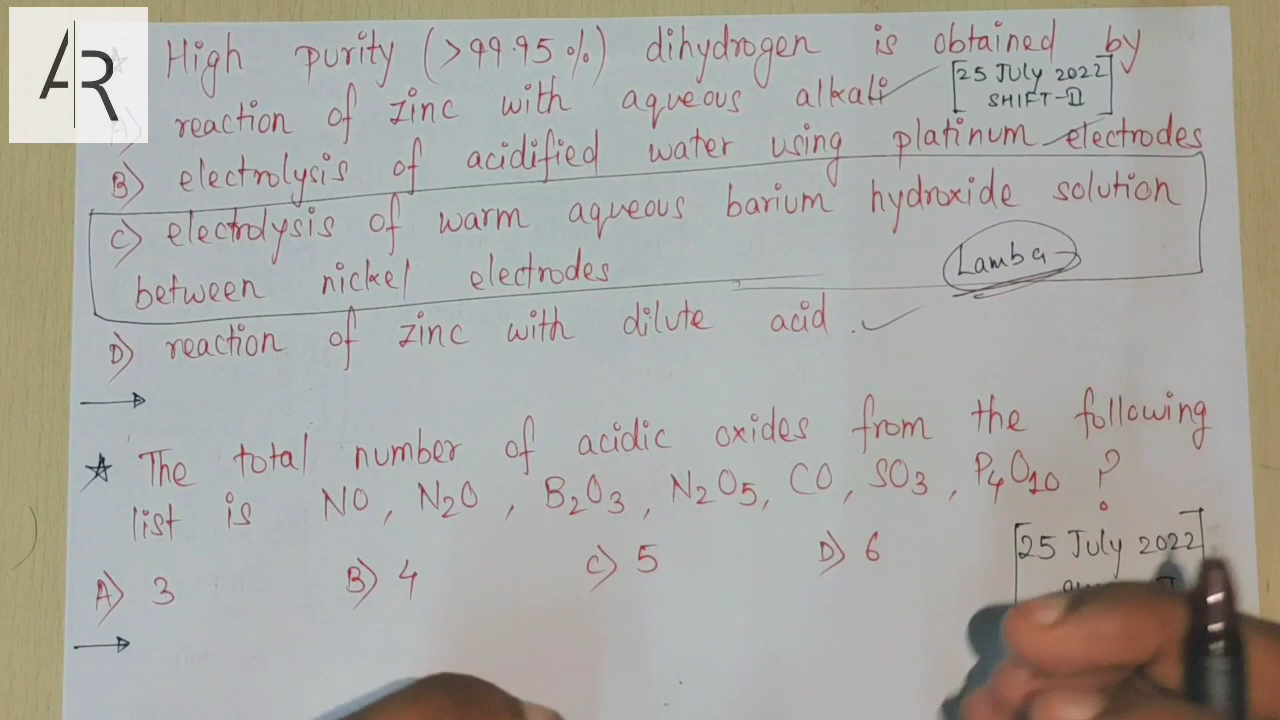 AR
High purity (>99.95%) dihydrogen is obtained by
[25 JULY 2022
SHIFT-II]
A) reaction of zinc with aqueous alkali
B) electrolysis of acidified water using platinum electrodes
C) electrolysis of warm aqueous barium hydroxide solution
between nickel electrodes
Lamba
D) reaction of zinc with dilute acid.
The total number of acidic oxides from the following
list is NO, N2O, B2O3, N2O5, CO, SO3, P4O10 ?
A) 3 B) 4 C) 5 D) 6
[25 July 2022]